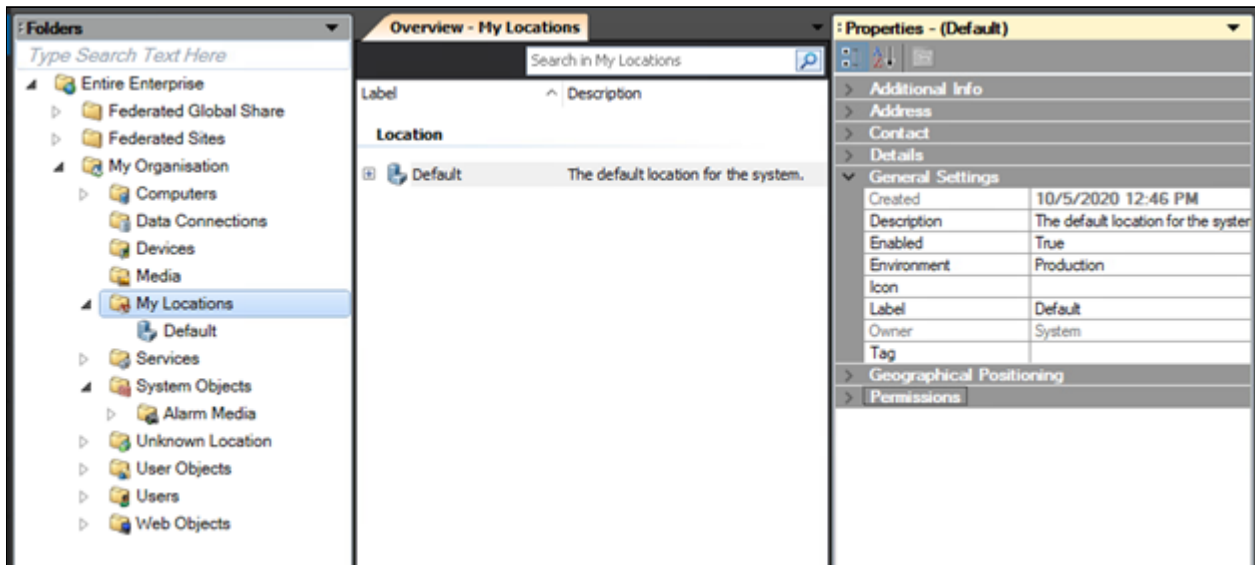 Folders
Type Search Text Here
Entire Enterprise
Federated Global Share
Federated Sites
My Organisation
Computers
Data Connections
Devices
Media
My Locations
Default
Services
System Objects
Alarm Media
Unknown Location
User Objects
Users
Web Objects
Overview - My Locations
Search in My Locations
Label Description
Location
Default The default location for the system.
Properties - (Default)
Additional Info
Address
Contact
Details
General Settings
Created 10/5/2020 12:46 PM
Description The default location for the syster
Enabled True
Environment Production
Icon
Label Default
Owner System
Tag
Geographical Positioning
Permissions